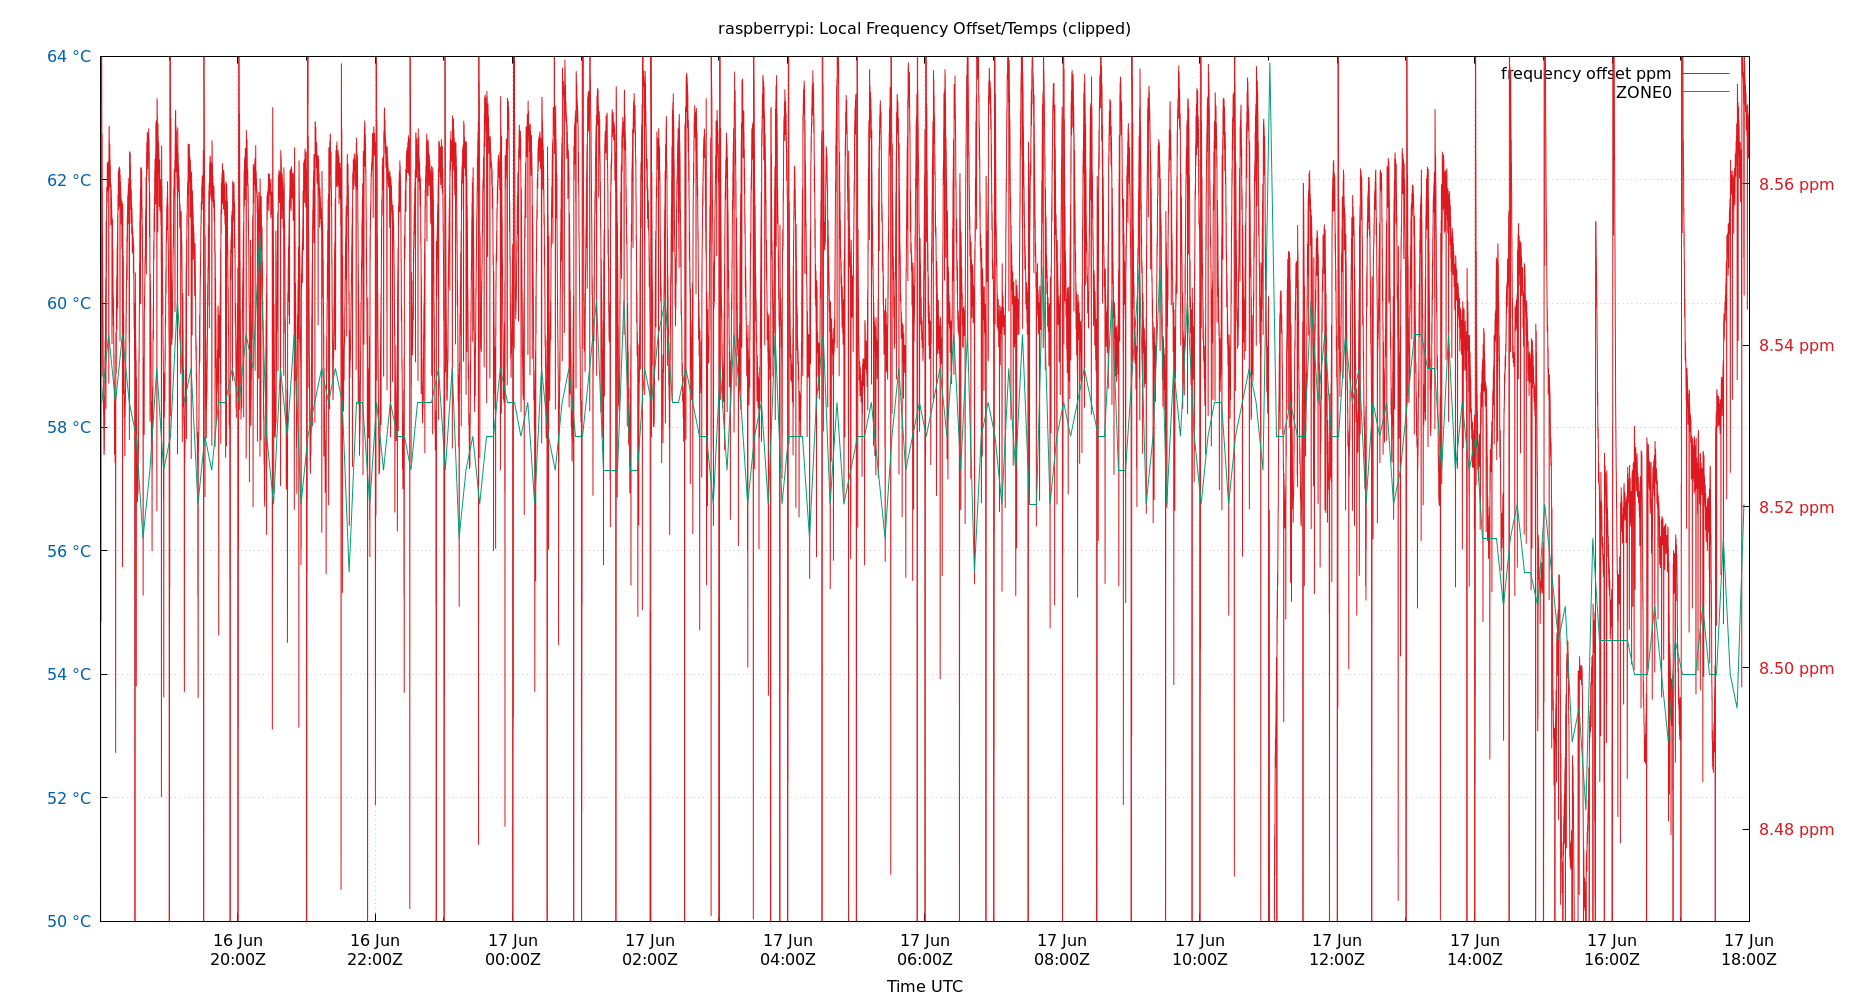 raspberrypi: Local Frequency Offset/Temps (clipped)
64 °C
62 °C
60 °C
58 °C
56 °C
54 °C
52 °C
50 °C
frequency offset ppm
ZONE0
8.56 ppm
8.54 ppm
8.52 ppm
8.50 ppm
8.48 ppm
16 Jun 16 Jun 17 Jun 17 Jun 17 Jun 17 Jun 17 Jun 17 Jun 17 Jun 17 Jun 17 Jun 17 Jun
20:00Z 22:00Z 00:00Z 02:00Z 04:00Z 06:00Z 08:00Z 10:00Z 12:00Z 14:00Z 16:00Z 18:00Z
Time UTC